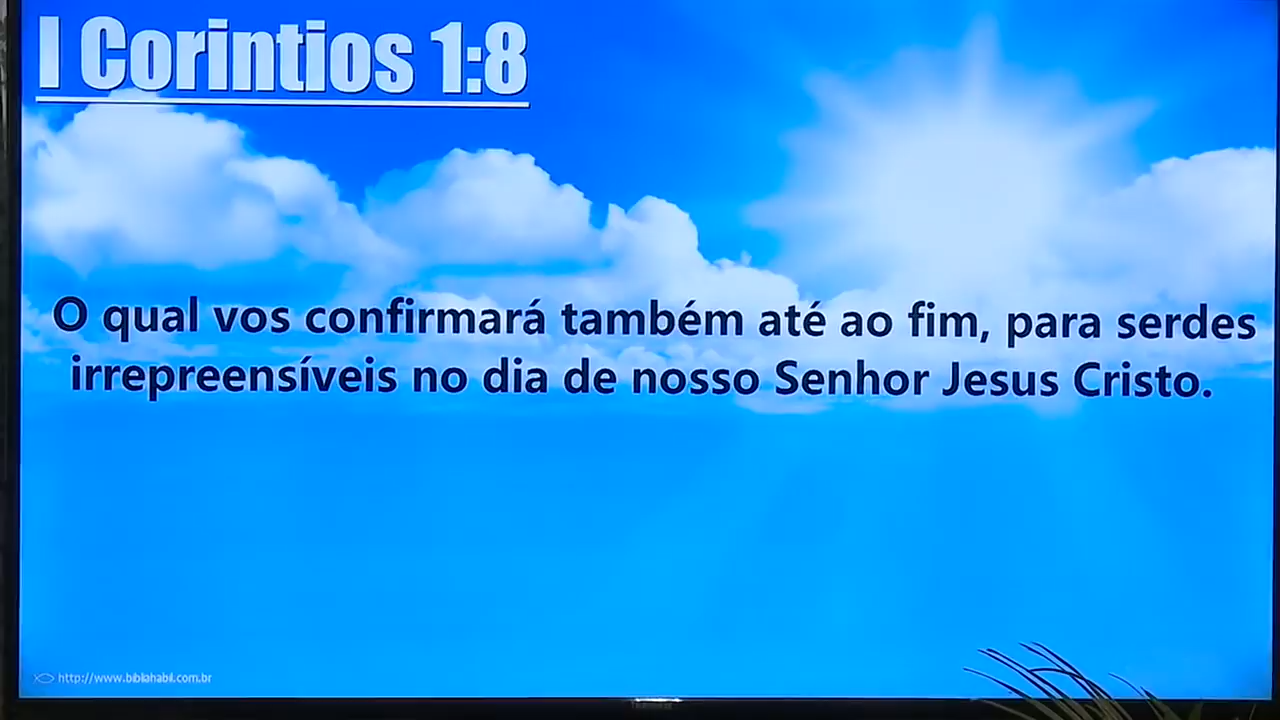 I Corintios 1:8
O qual vos confirmará também até ao fim, para serdes
irrepreensíveis no dia de nosso Senhor Jesus Cristo.
http://www.bibliahabil.com.br